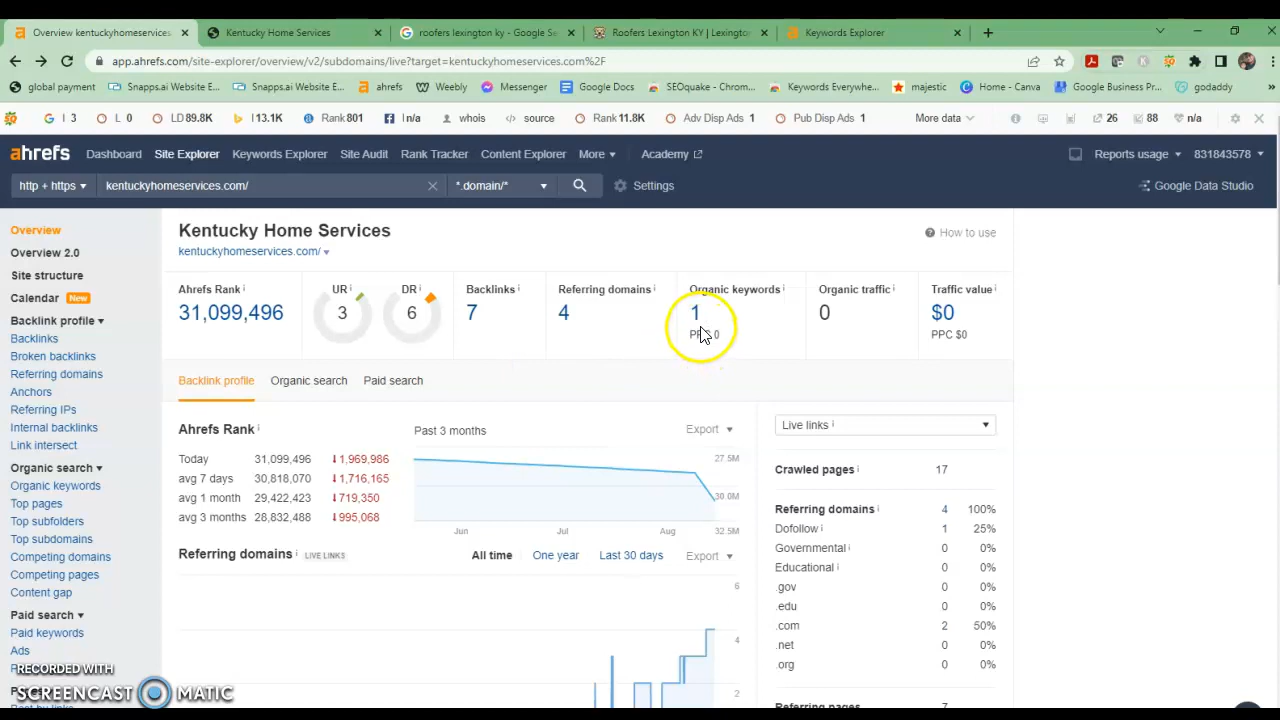 Overview kentuckyhomeservices. Kentucky Home Services roofers lexington ky - Google Se Roofers Lexington KY | Lexingto Keywords Explorer
app.ahrefs.com/site-explorer/overview/v2/subdomains/live?target=kentuckyhomeservices.com%2F
global payment Snapps.ai Website E... Snapps.ai Website E... ahrefs Weebly Messenger Google Docs SEOquake - Chrom... Keywords Everywhe... majestic Home - Canva Google Business Pr... godaddy
I 3 L 0 LD 89.8K I 13.1K Rank 801 I n/a whois source Rank 11.8K Adv Disp Ads 1 Pub Disp Ads 1 More data 26 88 n/a
ahrefs Dashboard Site Explorer Keywords Explorer Site Audit Rank Tracker Content Explorer More Academy Reports usage 831843578
http + https kentuckyhomeservices.com/ *.domain/* Settings Google Data Studio
Overview
Overview 2.0
Site structure
Calendar New
Backlink profile
Backlinks
Broken backlinks
Referring domains
Anchors
Referring IPs
Internal backlinks
Link intersect
Organic search
Organic keywords
Top pages
Top subfolders
Top subdomains
Competing domains
Competing pages
Content gap
Paid search
Paid keywords
Ads
Kentucky Home Services
How to use
kentuckyhomeservices.com/
Ahrefs Rank UR DR Backlinks Referring domains Organic keywords Organic traffic Traffic value
31,099,496 3 6 7 4 1 0 $0
PPC 0 PPC $0
Backlink profile Organic search Paid search
Ahrefs Rank Past 3 months Export
Today 31,099,496 ↓1,969,986
avg 7 days 30,818,070 ↓1,716,165
avg 1 month 29,422,423 ↓719,350
avg 3 months 28,832,488 ↓995,068
27.5M
30.0M
32.5M
Jun Jul Aug
Referring domains LIVE LINKS All time One year Last 30 days Export
6
4
2
Live links
Crawled pages 17
Referring domains 4 100%
Dofollow 1 25%
Governmental 0 0%
Educational 0 0%
.gov 0 0%
.edu 0 0%
.com 2 50%
.net 0 0%
.org 0 0%
Referring pages 7
RECORDED WITH
SCREENCAST MATIC